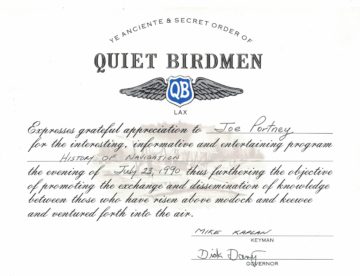 YE ANCIENTE & SECRET ORDER OF
QUIET BIRDMEN
QB
LAX
Expresses grateful appreciation to Joe Portney
for the interesting, informative and entertaining program
HISTORY OF NAVIGATION
the evening of July 23, 1990 thus furthering the objective
of promoting the exchange and dissemination of knowledge
between those who have risen above modock and keewee
and ventured forth into the air.
MIKE KAPLAN
KEYMAN
Dick
GOVERNOR